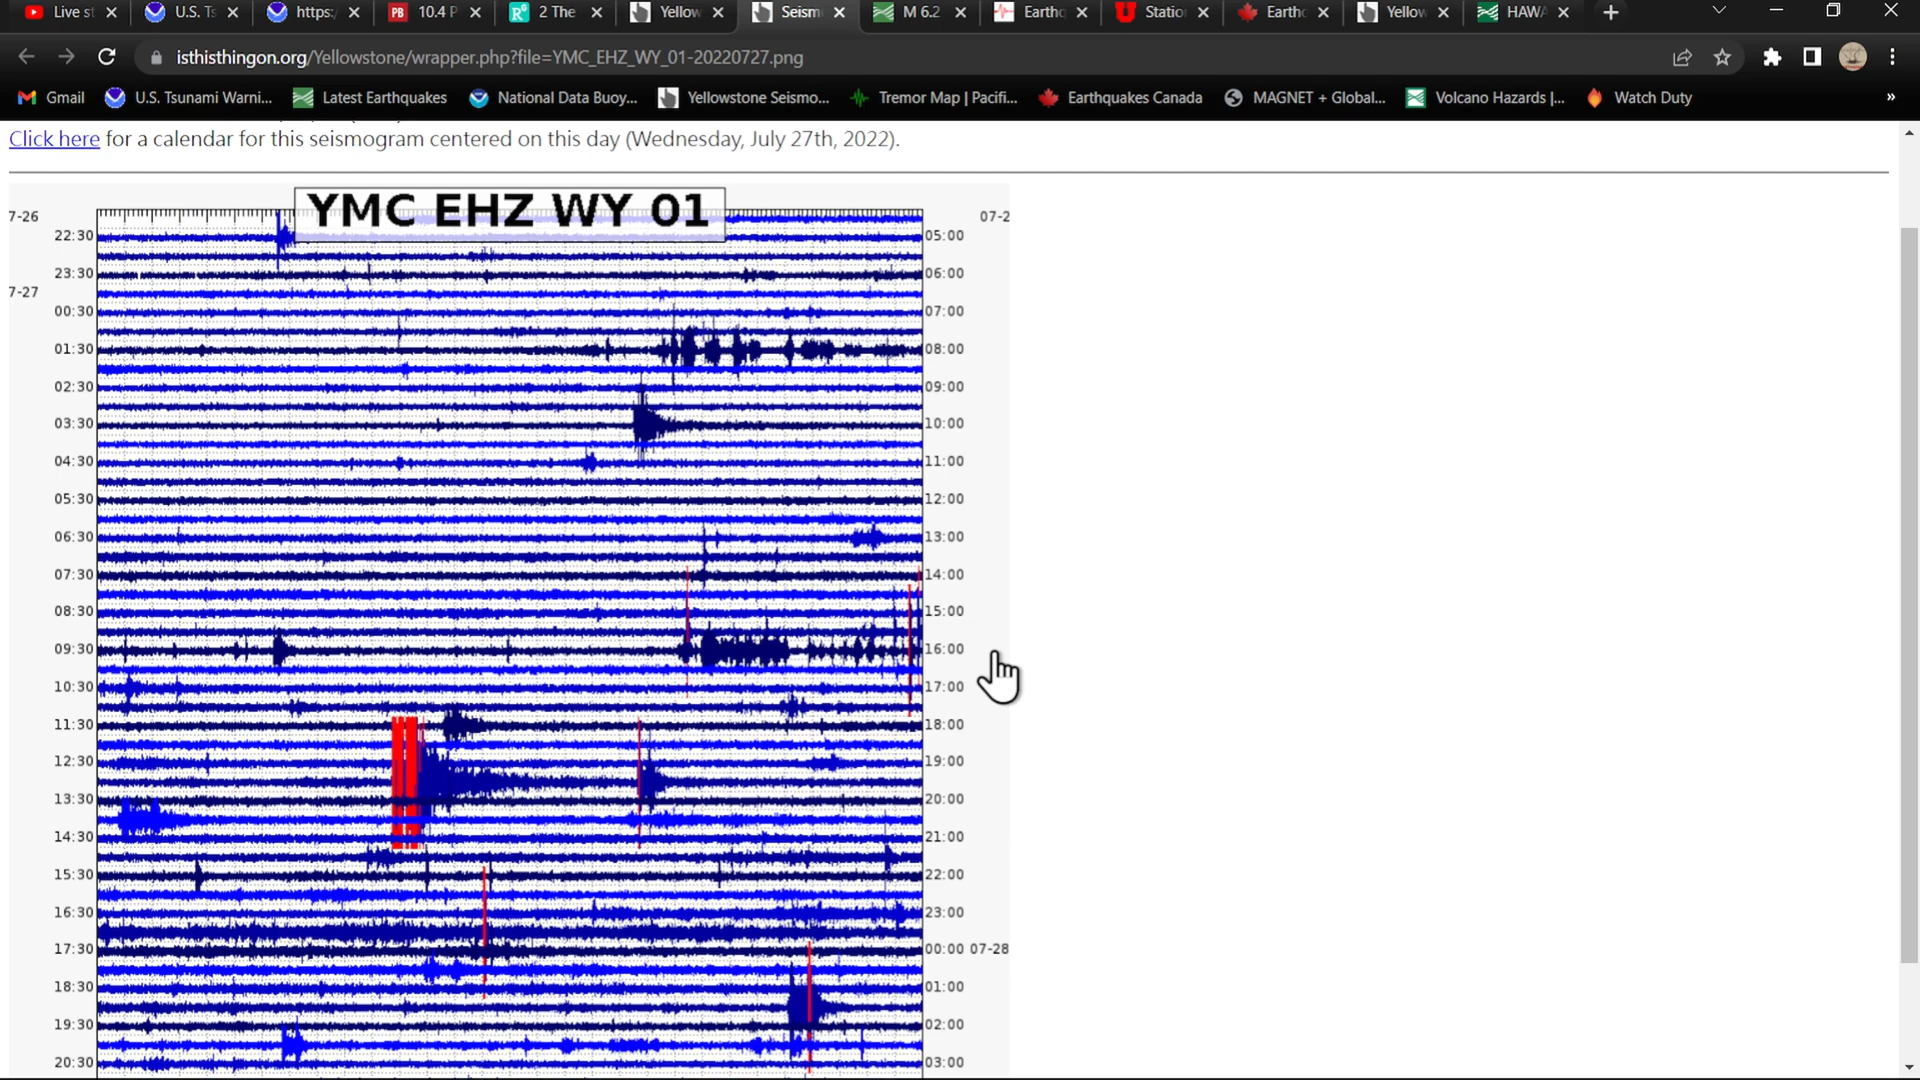 Live st
U.S. Ts
https:
PB 10.4 P
2 The
Yellow
Seism
M 6.2
Earthq
Statio
Earthq
Yellow
HAWA
isthisthingon.org/Yellowstone/wrapper.php?file=YMC_EHZ_WY_01-20220727.png
Gmail
U.S. Tsunami Warni...
Latest Earthquakes
National Data Buoy...
Yellowstone Seismo...
Tremor Map | Pacifi...
Earthquakes Canada
MAGNET + Global...
Volcano Hazards |...
Watch Duty
»
Click here for a calendar for this seismogram centered on this day (Wednesday, July 27th, 2022).
YMC EHZ WY 01
7-26 07-2
22:30 05:00
23:30 06:00
7-27
00:30 07:00
01:30 08:00
02:30 09:00
03:30 10:00
04:30 11:00
05:30 12:00
06:30 13:00
07:30 14:00
08:30 15:00
09:30 16:00
10:30 17:00
11:30 18:00
12:30 19:00
13:30 20:00
14:30 21:00
15:30 22:00
16:30 23:00
17:30 00:00 07-28
18:30 01:00
19:30 02:00
20:30 03:00